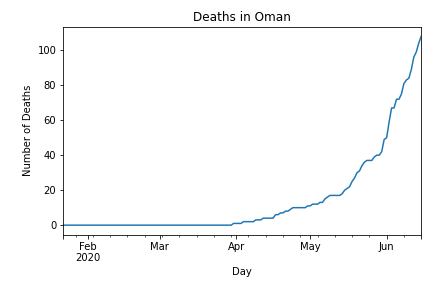 Deaths in Oman
Number of Deaths
100
80
60
40
20
0
Feb
2020
Mar
Apr
May
Jun
Day